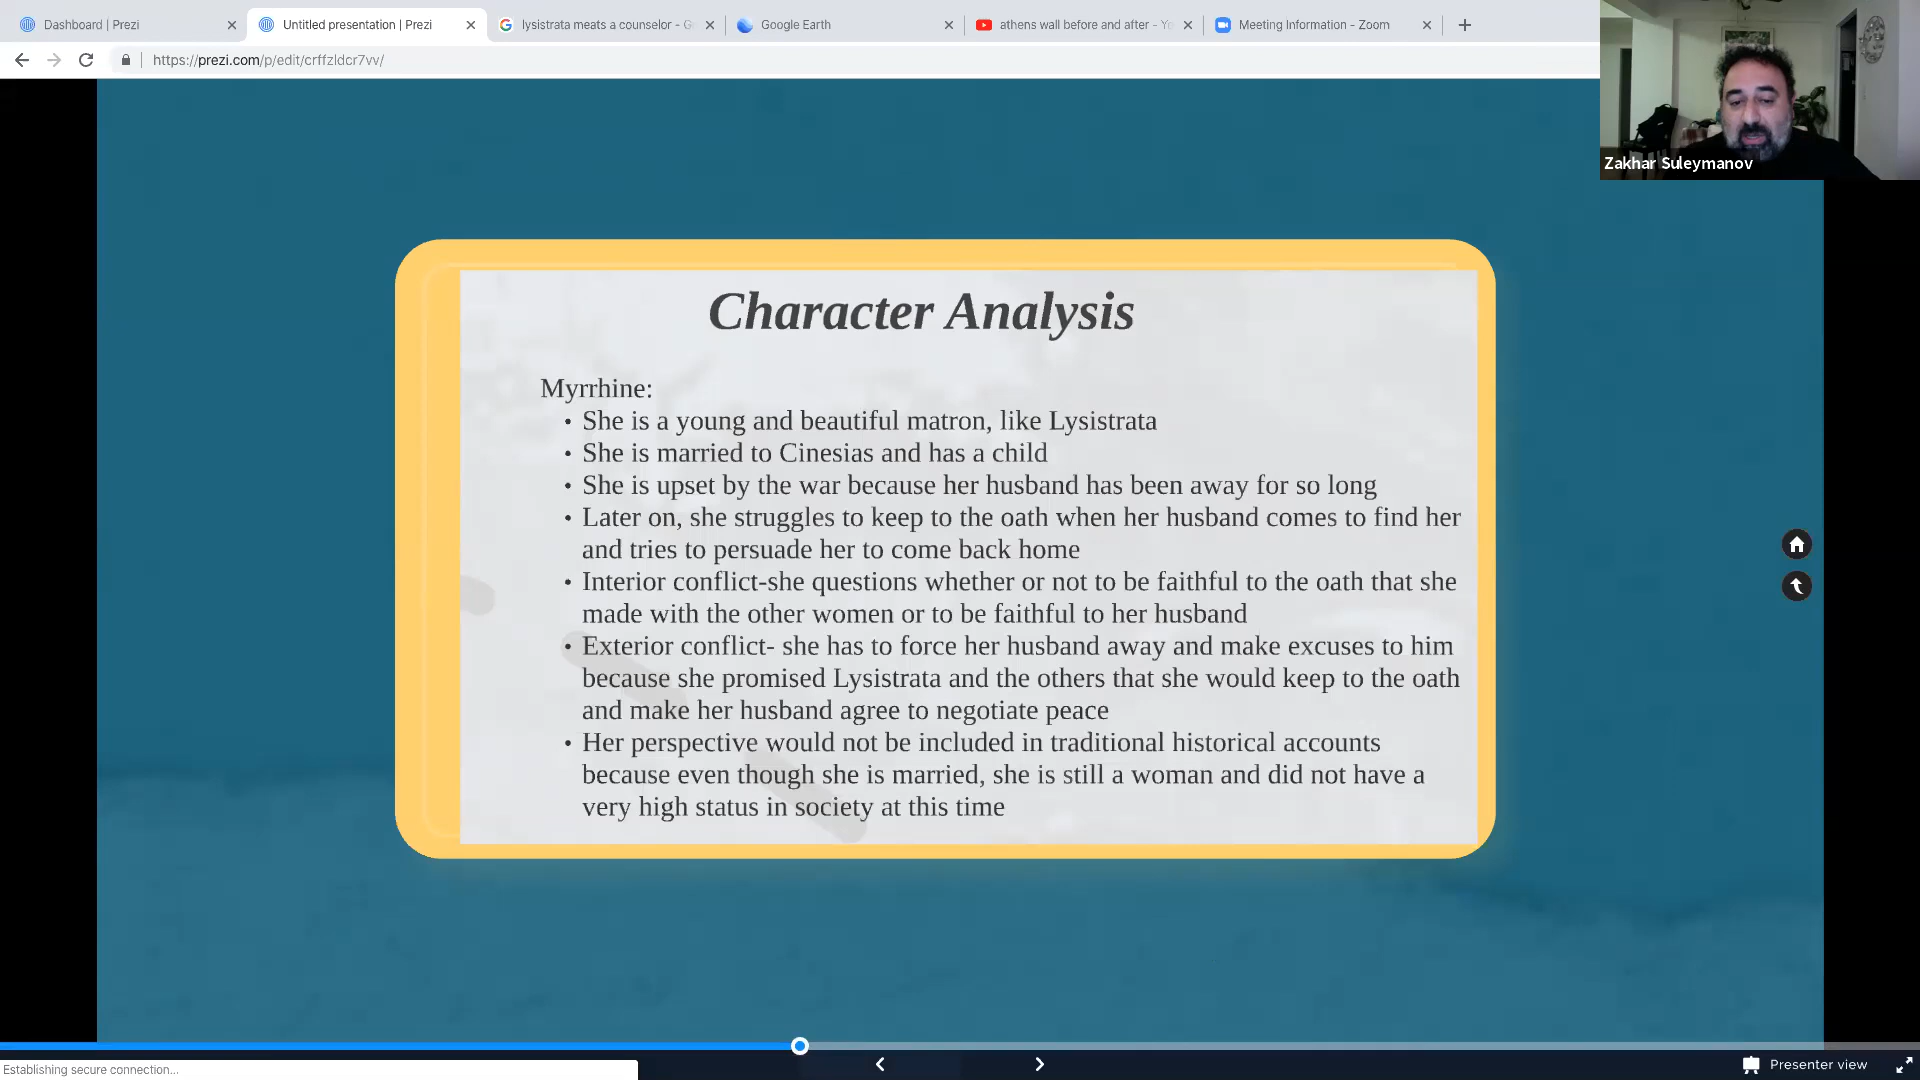 Dashboard | Prezi
Untitled presentation | Prezi
lysistrata meats a counselor - G
Google Earth
athens wall before and after - Yo
Meeting Information - Zoom
https://prezi.com/p/edit/crffzldcr7vv/
Zakhar Suleymanov
Character Analysis
Myrrhine:
• She is a young and beautiful matron, like Lysistrata
• She is married to Cinesias and has a child
• She is upset by the war because her husband has been away for so long
• Later on, she struggles to keep to the oath when her husband comes to find her
and tries to persuade her to come back home
• Interior conflict-she questions whether or not to be faithful to the oath that she
made with the other women or to be faithful to her husband
• Exterior conflict- she has to force her husband away and make excuses to him
because she promised Lysistrata and the others that she would keep to the oath
and make her husband agree to negotiate peace
• Her perspective would not be included in traditional historical accounts
because even though she is married, she is still a woman and did not have a
very high status in society at this time
Establishing secure connection...
Presenter view